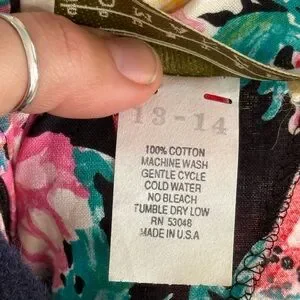 13-14
100% COTTON
MACHINE WASH
GENTLE CYCLE
COLD WATER
NO BLEACH
TUMBLE DRY LOW
RN 53048
MADE IN U.S.A